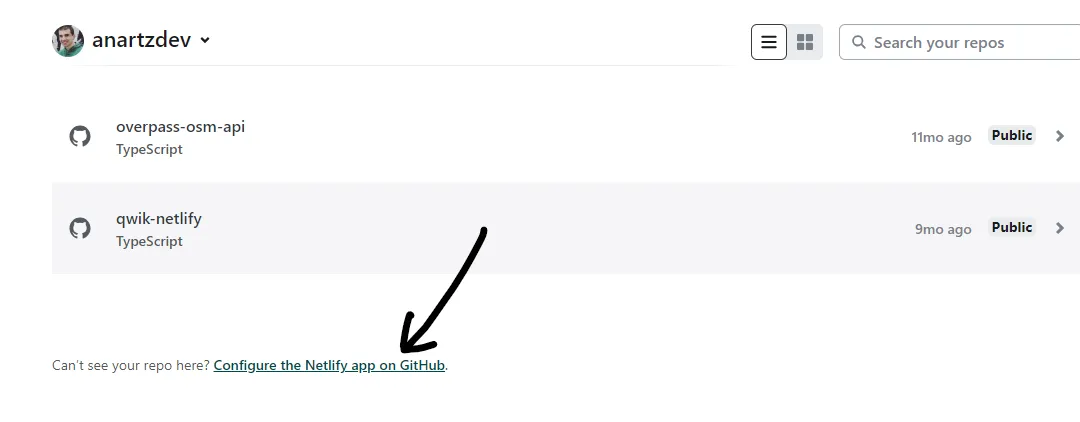 anartzdev
Search your repos
overpass-osm-api
TypeScript
11mo ago Public
qwik-netlify
TypeScript
9mo ago Public
Can't see your repo here? Configure the Netlify app on GitHub.